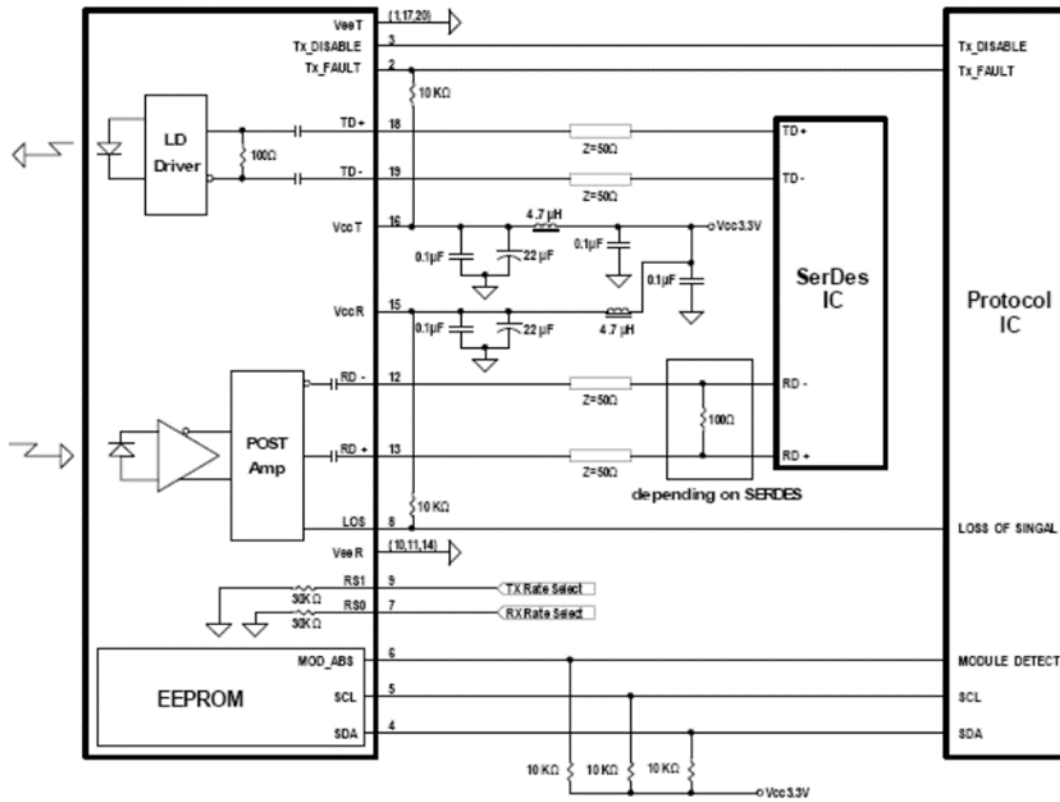 VeeT (1,17,20)
Tx_DISABLE 3 Tx_DISABLE
Tx_FAULT 2 Tx_FAULT
10 KΩ
LD Driver
100Ω
TD+ 18 Z=50Ω TD+
TD- 19 Z=50Ω TD-
VccT 16 4.7 µH Vcc3.3V
0.1µF 22 µF 0.1µF 0.1µF
SerDes
IC
Protocol
IC
VccR 15
0.1µF 22 µF 4.7 µH
RD - 12 Z=50Ω RD -
POST
Amp
100Ω
RD + 13 Z=50Ω RD +
depending on SERDES
10 KΩ
LOS 8 LOSS OF SINGAL
VeeR (10,11,14)
RS1 9 TX Rate Select
30KΩ
RS0 7 RX Rate Select
30KΩ
EEPROM
MOD_ABS 6 MODULE DETECT
SCL 5 SCL
SDA 4 SDA
10 KΩ 10 KΩ 10 KΩ
Vcc3.3V